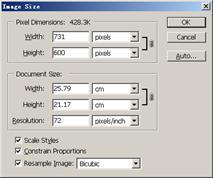 Image Size
Pixel Dimensions: 428.3K
Width: 731 pixels
Height: 600 pixels
OK
Cancel
Auto...
Document Size:
Width: 25.79 cm
Height: 21.17 cm
Resolution: 72 pixels/inch
Scale Styles
Constrain Proportions
Resample Image: Bicubic